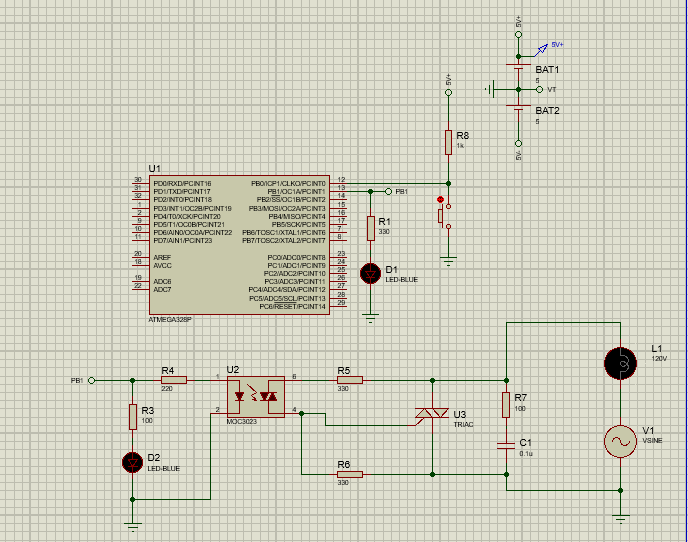 5V+
5V+
BAT1
5
VT
BAT2
5
5V-
5V+
R8
1k
U1
30 PD0/RXD/PCINT16 PB0/ICP1/CLKO/PCINT0 12
31 PD1/TXD/PCINT17 PB1/OC1A/PCINT1 13
32 PD2/INT0/PCINT18 PB2/SS/OC1B/PCINT2 14
1 PD3/INT1/OC2B/PCINT19 PB3/MOSI/OC2A/PCINT3 15
2 PD4/T0/XCK/PCINT20 PB4/MISO/PCINT4 16
9 PD5/T1/OC0B/PCINT21 PB5/SCK/PCINT5 17
10 PD6/AIN0/OC0A/PCINT22 PB6/TOSC1/XTAL1/PCINT6 7
11 PD7/AIN1/PCINT23 PB7/TOSC2/XTAL2/PCINT7 8
20 AREF PC0/ADC0/PCINT8 23
18 AVCC PC1/ADC1/PCINT9 24
PC2/ADC2/PCINT10 25
19 ADC6 PC3/ADC3/PCINT11 26
22 ADC7 PC4/ADC4/SDA/PCINT12 27
PC5/ADC5/SCL/PCINT13 28
PC6/RESET/PCINT14 29
ATMEGA328P
PB1
R1
330
D1
LED-BLUE
PB1
R4
220
R3
100
D2
LED-BLUE
U2
1
2
6
4
MOC3023
R5
330
R6
330
U3
TRIAC
R7
100
C1
0.1u
L1
120V
V1
VSINE